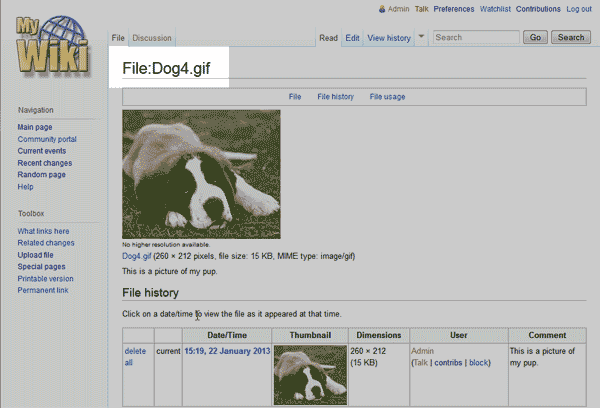 Admin Talk Preferences Watchlist Contributions Log out
My
Wiki
File Discussion Read Edit View history Search Go Search
File:Dog4.gif
File File history File usage
Navigation
Main page
Community portal
Current events
Recent changes
Random page
Help
Toolbox
What links here
Related changes
Upload file
Special pages
Printable version
Permanent link
No higher resolution available.
Dog4.gif (260 × 212 pixels, file size: 15 KB, MIME type: image/gif)
This is a picture of my pup.
File history
Click on a date/time to view the file as it appeared at that time.
Date/Time Thumbnail Dimensions User Comment
delete all current 15:19, 22 January 2013 260 × 212 (15 KB) Admin (Talk | contribs | block) This is a picture of my pup.